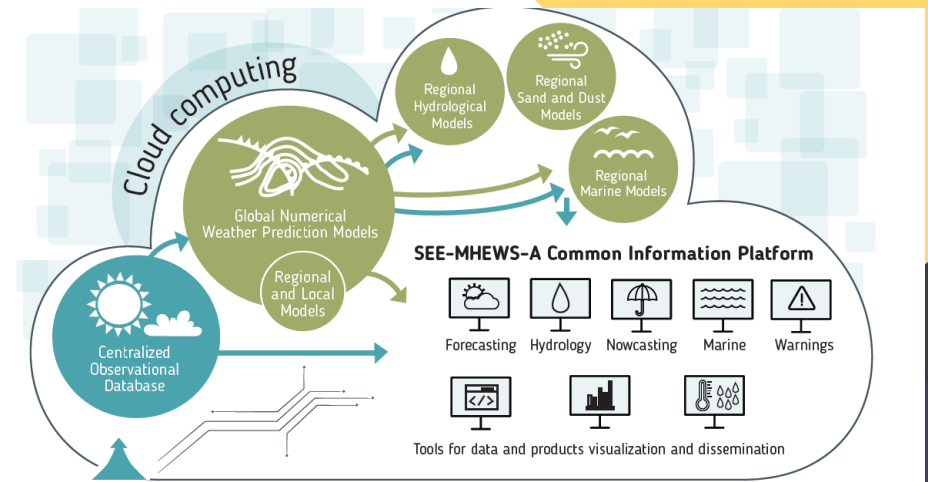 Cloud computing
Regional
Hydrological
Models
Regional
Sand and Dust
Models
Regional
Marine Models
Global Numerical
Weather Prediction Models
Regional
and Local
Models
Centralized
Observational
Database
SEE-MHEWS-A Common Information Platform
Forecasting Hydrology Nowcasting Marine Warnings
</>
Tools for data and products visualization and dissemination